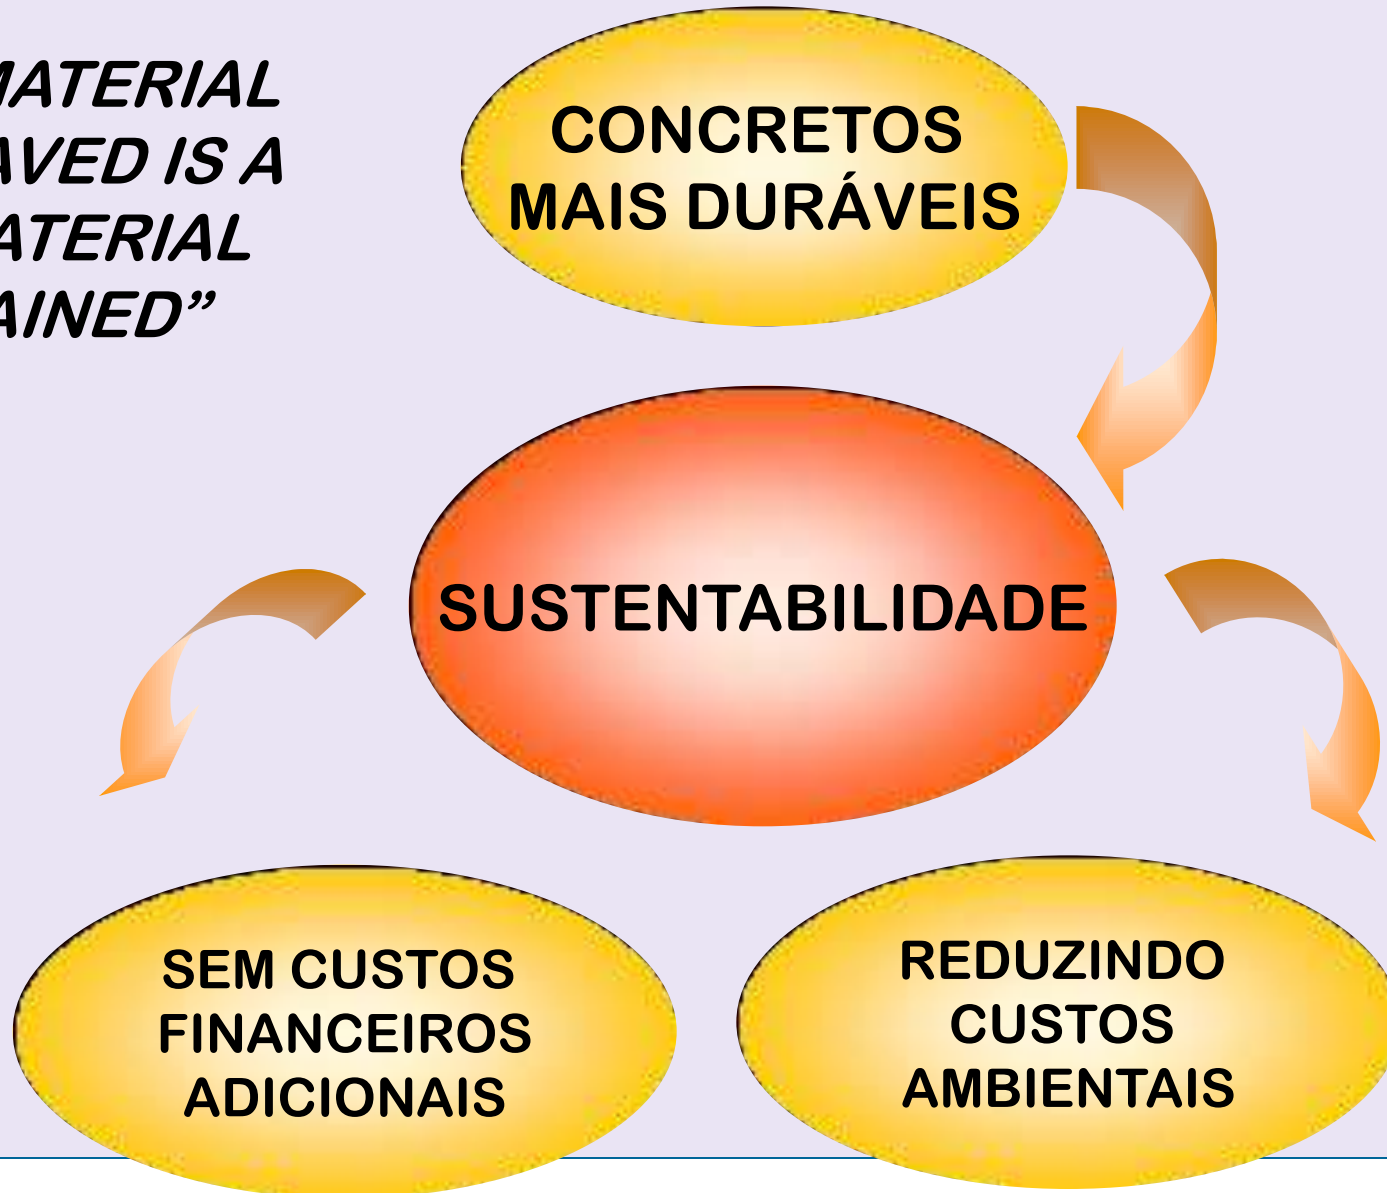 MATERIAL
AVED IS A
ATERIAL
AINED”
CONCRETOS
MAIS DURÁVEIS
SUSTENTABILIDADE
SEM CUSTOS
FINANCEIROS
ADICIONAIS
REDUZINDO
CUSTOS
AMBIENTAIS